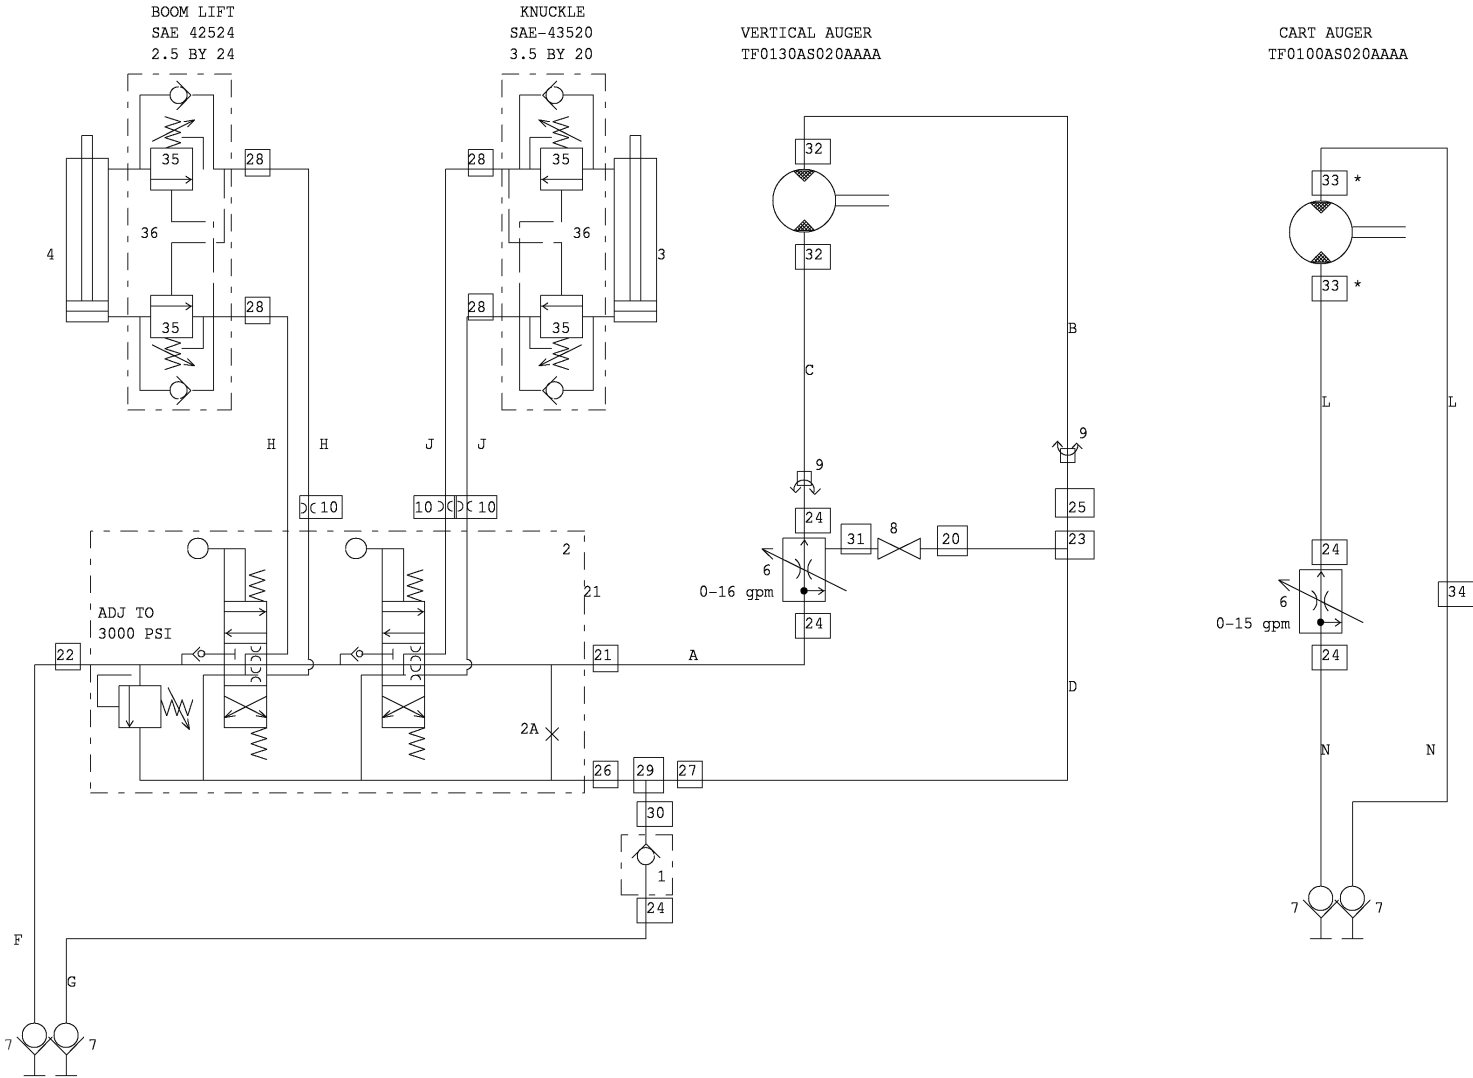 BOOM LIFT
SAE 42524
2.5 BY 24
KNUCKLE
SAE-43520
3.5 BY 20
VERTICAL AUGER
TF0130AS020AAAA
CART AUGER
TF0100AS020AAAA
35
28
35
28
32
33 *
36
36
4
3
32
33 *
28
35
28
35
B
C
L
L
H
H
J
J
9
9
10
10
10
25
24
2
31
8
20
23
24
6
0-16 gpm
21
6
0-15 gpm
34
ADJ TO
3000 PSI
24
22
21
A
24
D
2A
N
N
26
29
27
30
1
24
7
7
F
G
7
7